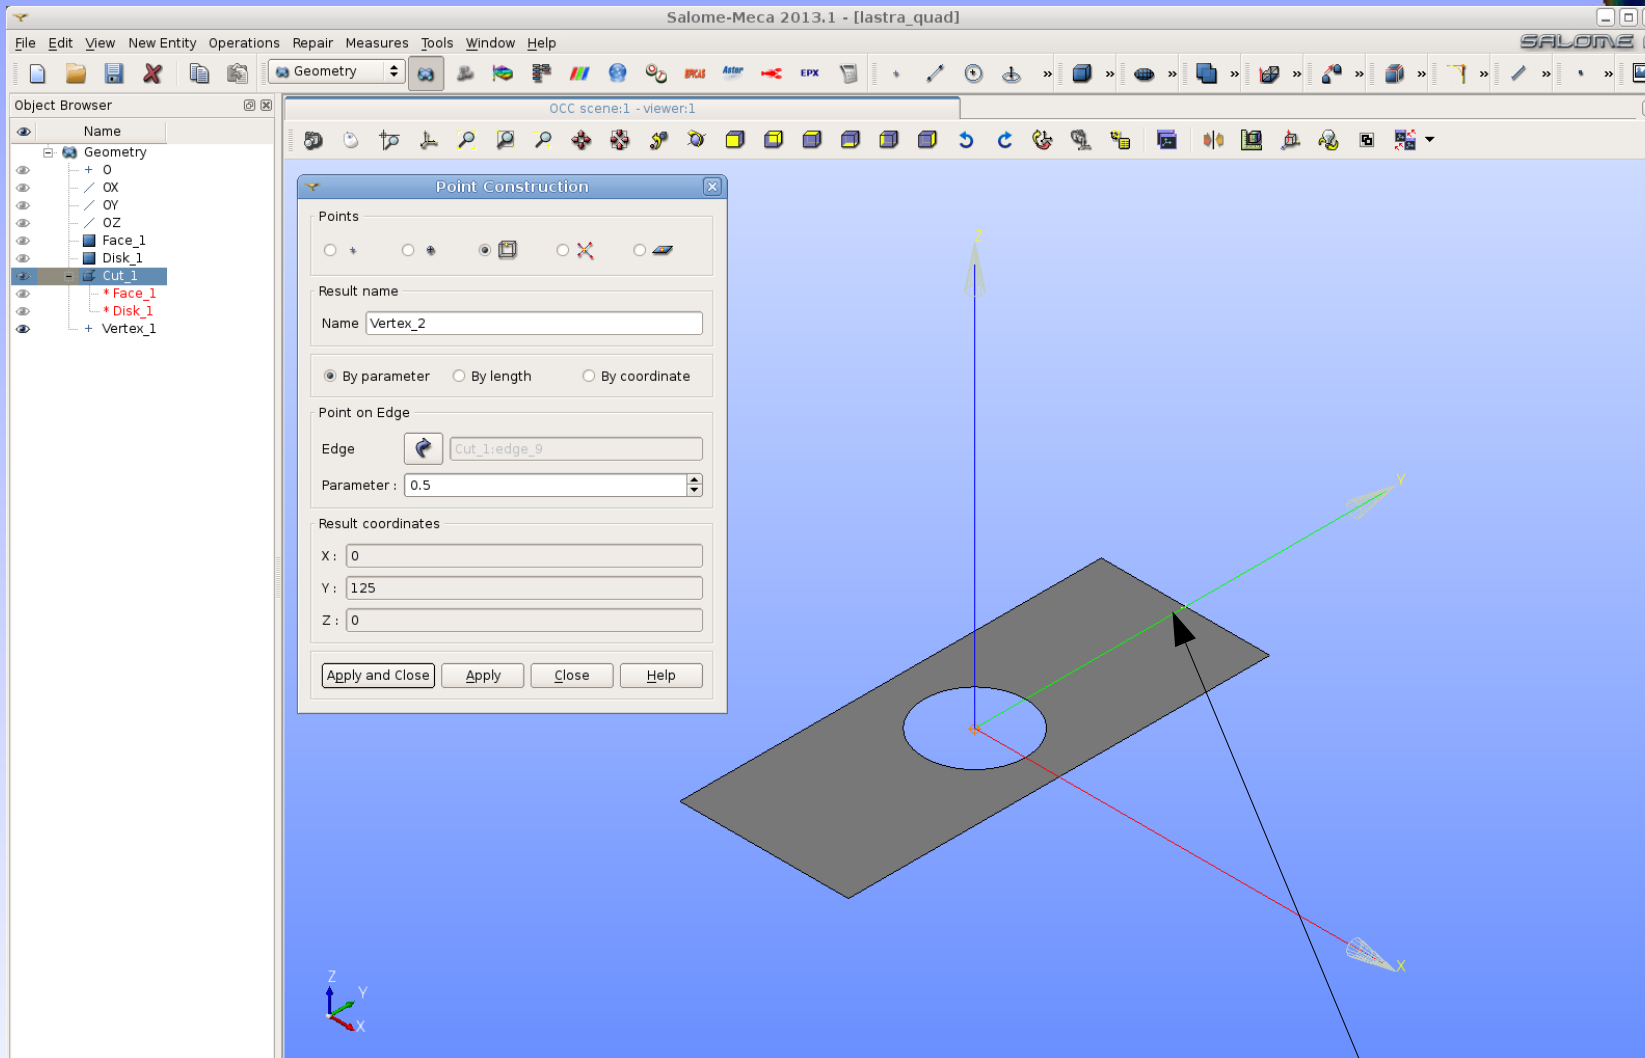 Salome-Meca 2013.1 - [lastra_quad]
File Edit View New Entity Operations Repair Measures Tools Window Help
SALOME
Geometry
EPICAS
Aster
EPX
Object Browser
OCC scene:1 - viewer:1
Name
Geometry
O
OX
OY
OZ
Face_1
Disk_1
Cut_1
* Face_1
* Disk_1
Vertex_1
Point Construction
Points
Result name
Name Vertex_2
By parameter By length By coordinate
Point on Edge
Edge Cut_1:edge_9
Parameter : 0.5
Result coordinates
X : 0
Y : 125
Z : 0
Apply and Close Apply Close Help
Z
Y
X
Z
Y
X